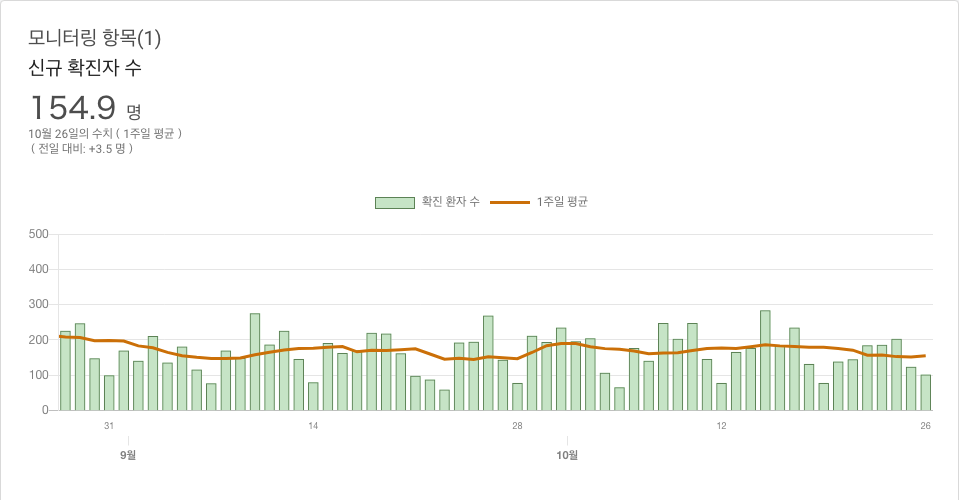 모니터링 항목(1)
신규 확진자 수
154.9 명
10월 26일의 수치 ( 1주일 평균 )
( 전일 대비: +3.5 명 )
확진 환자 수 1주일 평균
500
400
300
200
100
0
31 14 28 12 26
9월 10월